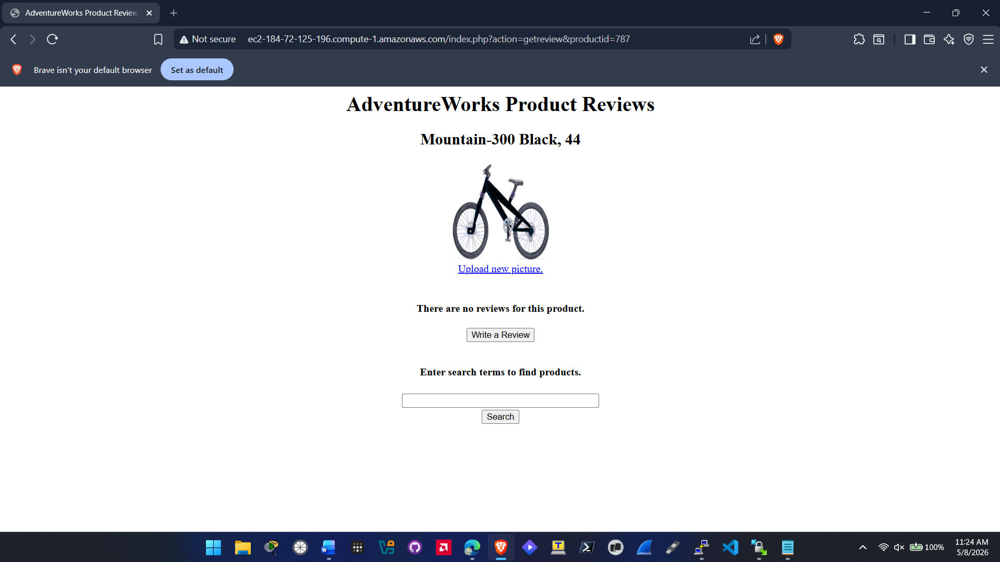 AdventureWorks Product Review
Not secure
ec2-184-72-125-196.compute-1.amazonaws.com/index.php?action=getreview&productid=787
Brave isn't your default browser
Set as default
AdventureWorks Product Reviews
Mountain-300 Black, 44
Upload new picture.
There are no reviews for this product.
Write a Review
Enter search terms to find products.
Search
100%
11:24 AM
5/8/2026